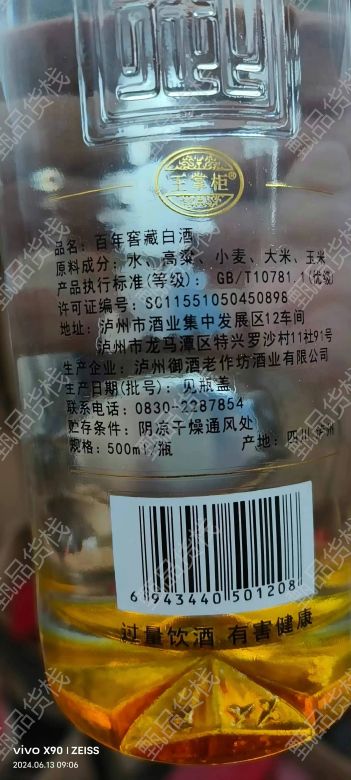 王掌柜®
品名：百年窖藏白酒
原料成分：水、高粱、小麦、大米、玉米
产品执行标准(等级)：GB/T10781.1(优级)
许可证编号：SC11551050450898
地址：泸州市酒业集中发展区12车间
泸州市龙马潭区特兴罗沙村11社91号
生产企业：泸州御酒老作坊酒业有限公司
生产日期(批号)：见瓶盖
联系电话：0830-2287854
贮存条件：阴凉干燥通风处
规格：500ml/瓶 产地：四川 泸州
6 943440 501208
过量饮酒 有害健康
vivo X90 | ZEISS
2024.06.13 09:06
甄品货栈